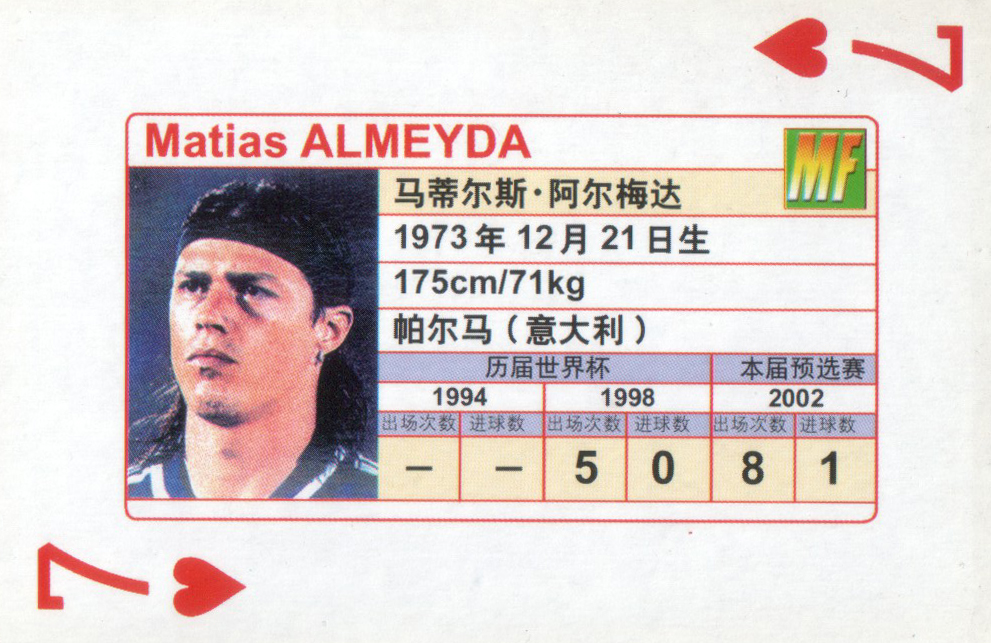 7
Matias ALMEYDA
MF
马蒂尔斯·阿尔梅达
1973年12月21日生
175cm/71kg
帕尔马（意大利）
历届世界杯 本届预选赛
1994 1998 2002
出场次数 进球数 出场次数 进球数 出场次数 进球数
– – 5 0 8 1
7